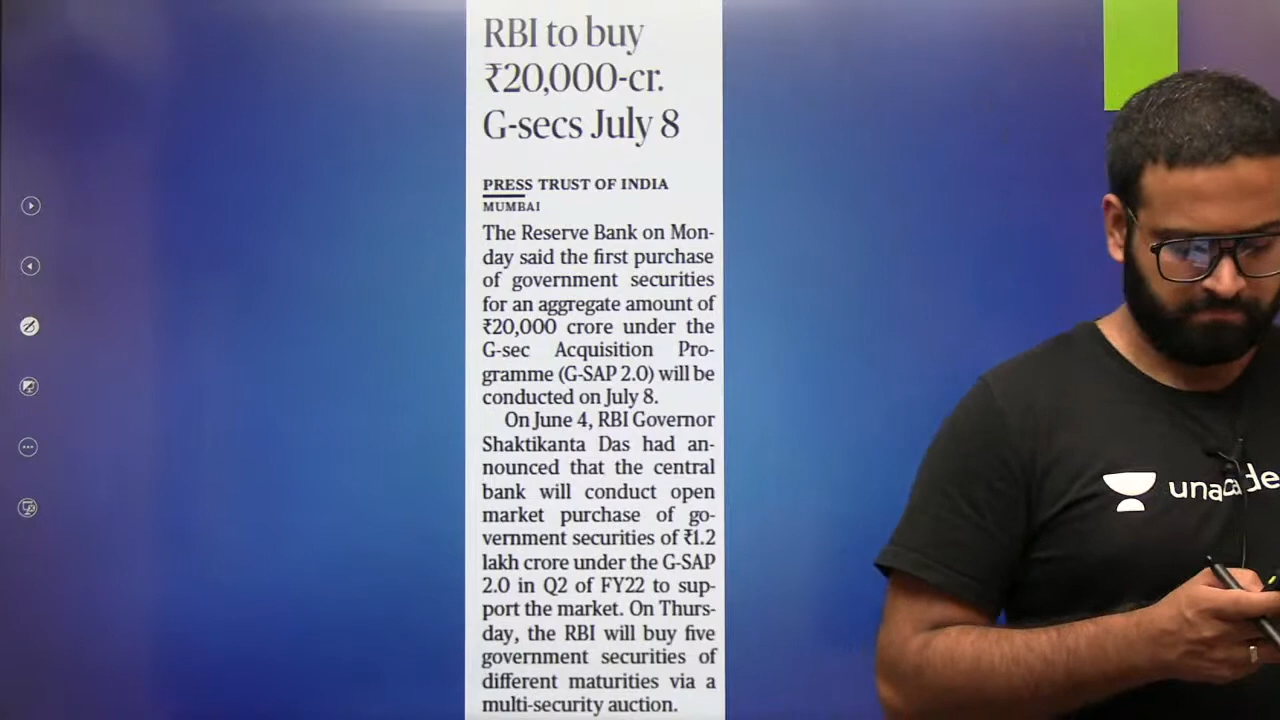 RBI to buy
₹20,000-cr.
G-secs July 8
PRESS TRUST OF INDIA
MUMBAI
The Reserve Bank on Mon-
day said the first purchase
of government securities
for an aggregate amount of
₹20,000 crore under the
G-sec Acquisition Pro-
gramme (G-SAP 2.0) will be
conducted on July 8.
On June 4, RBI Governor
Shaktikanta Das had an-
nounced that the central
bank will conduct open
market purchase of go-
vernment securities of ₹1.2
lakh crore under the G-SAP
2.0 in Q2 of FY22 to sup-
port the market. On Thurs-
day, the RBI will buy five
government securities of
different maturities via a
multi-security auction.
unacade